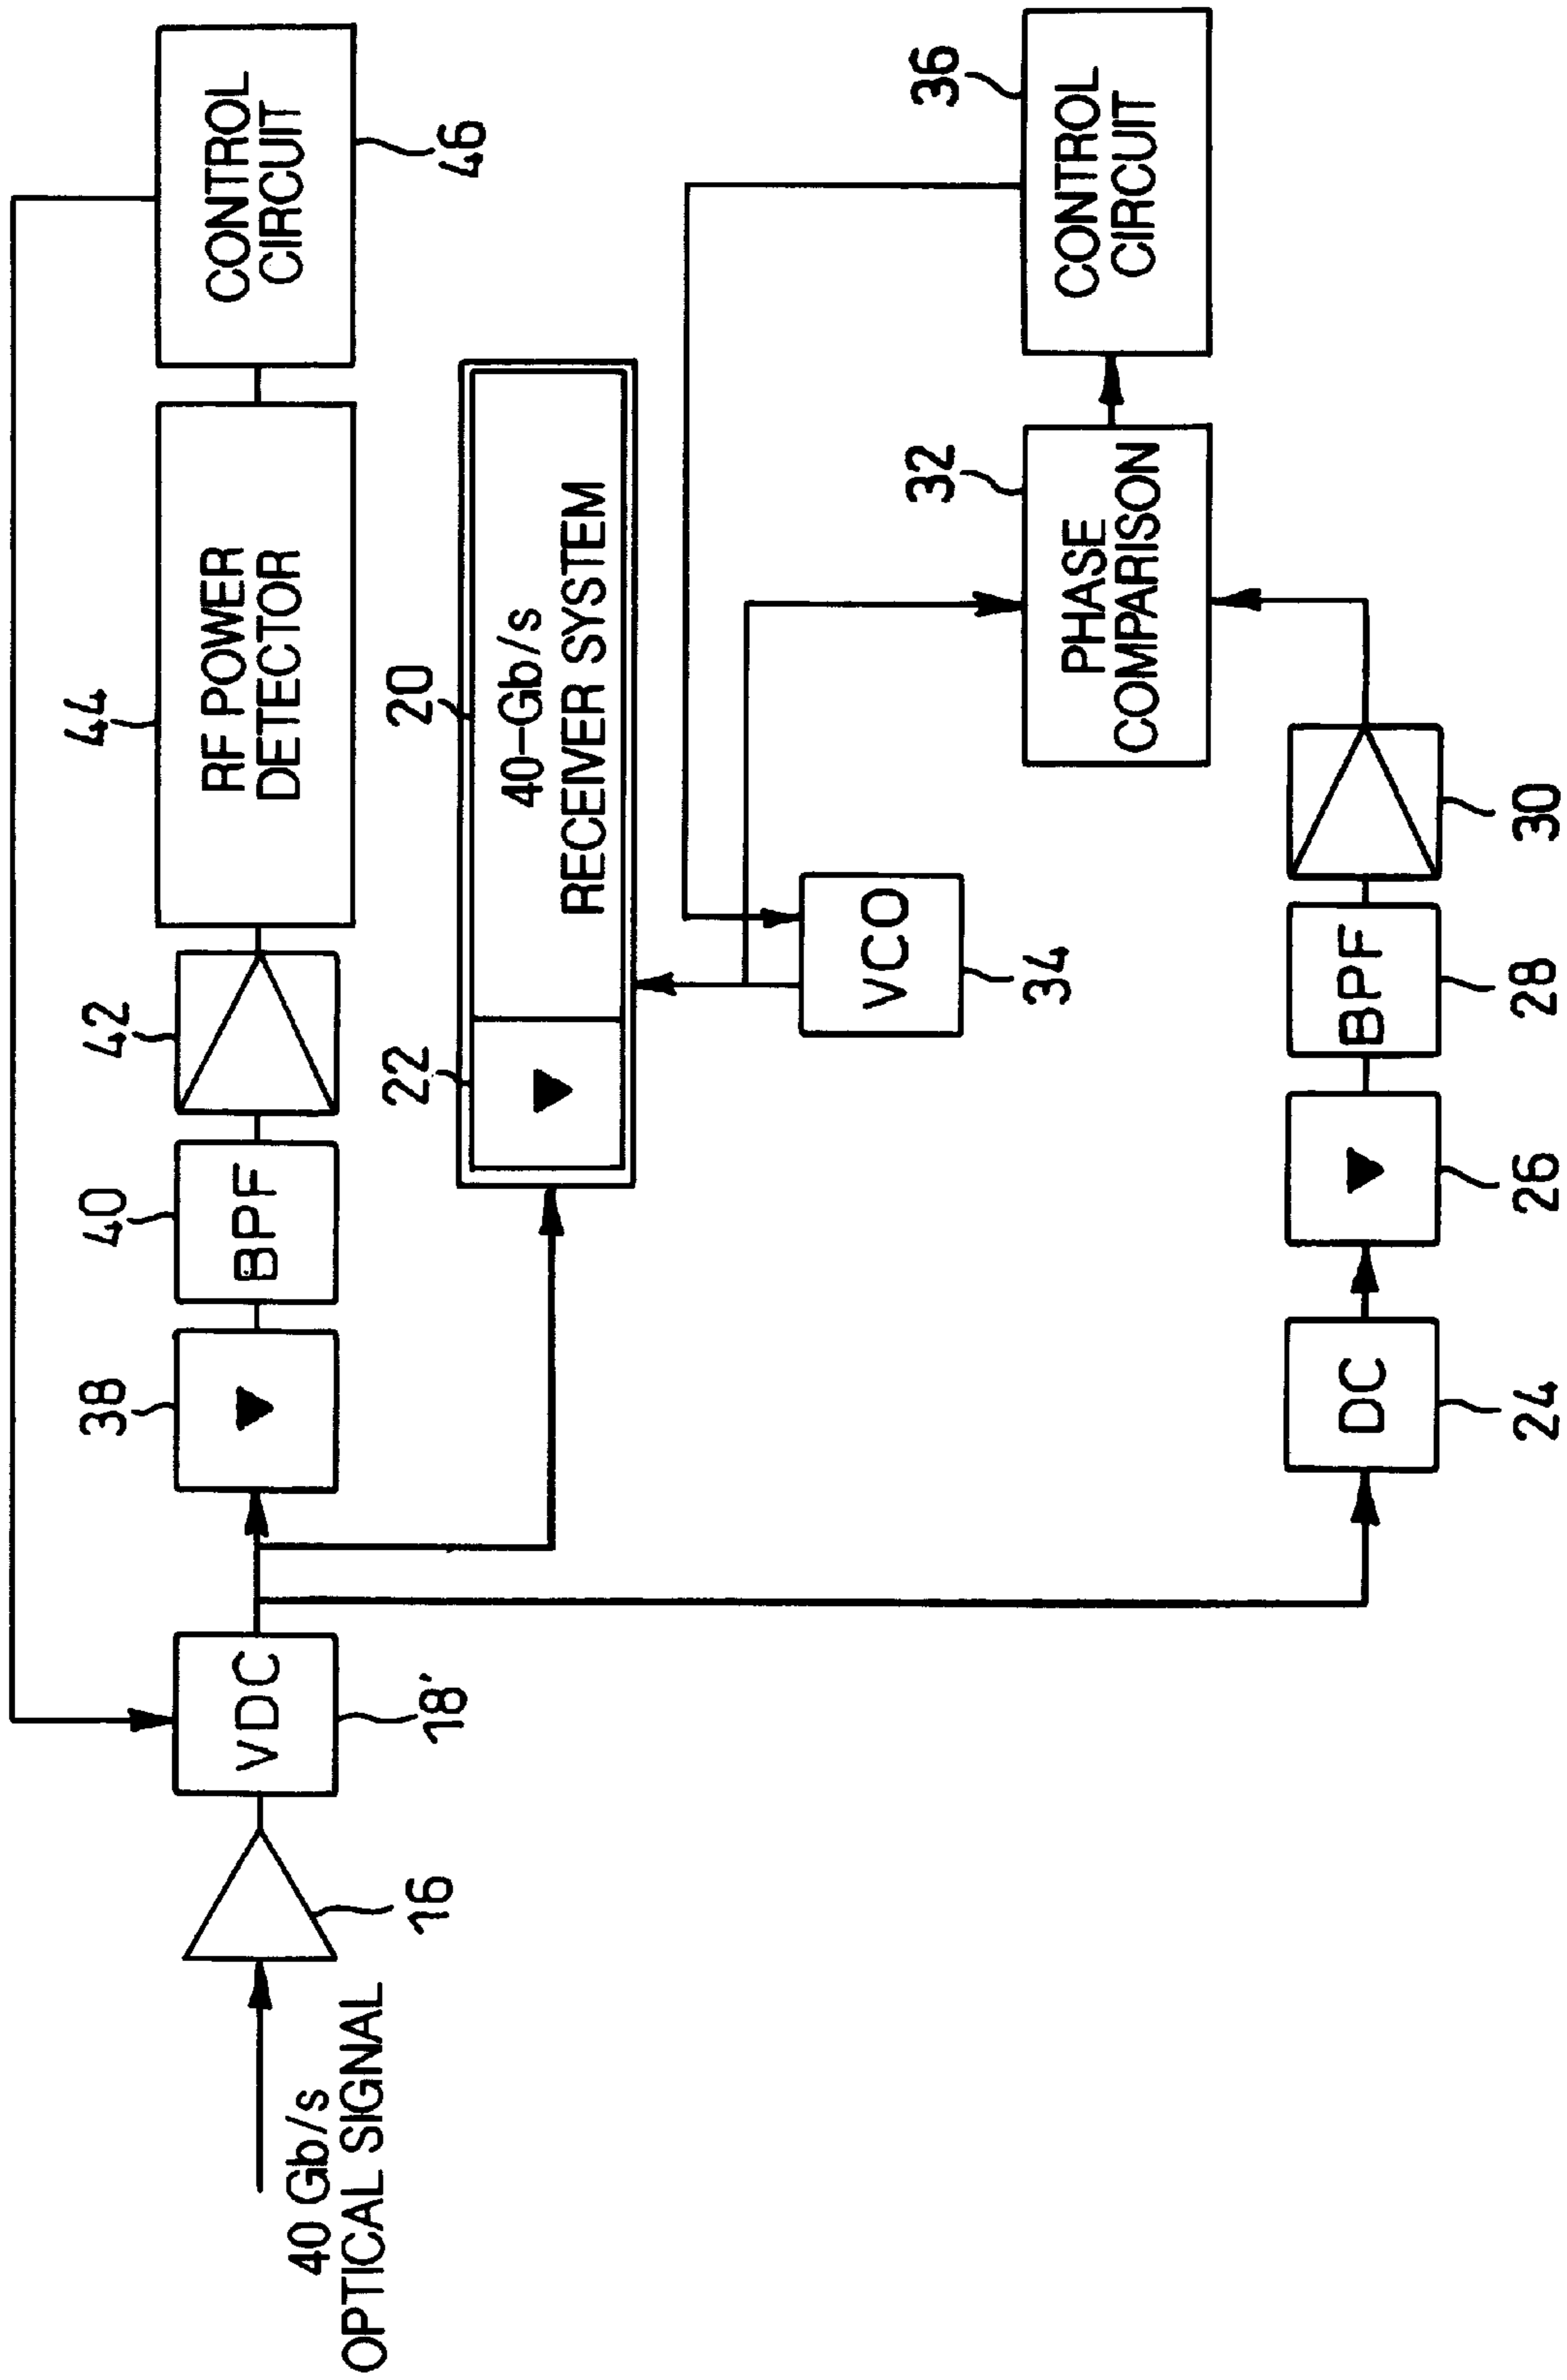 40 Gb/s
OPTICAL SIGNAL
16
VDC
18'
38
40
BPF
42
44
RF POWER
DETECTOR
CONTROL
CIRCUIT
46
22
20
40-Gb/s
RECEIVER SYSTEM
VCO
34
32
PHASE
COMPARISON
36
CONTROL
CIRCUIT
DC
24
26
BPF
28
30